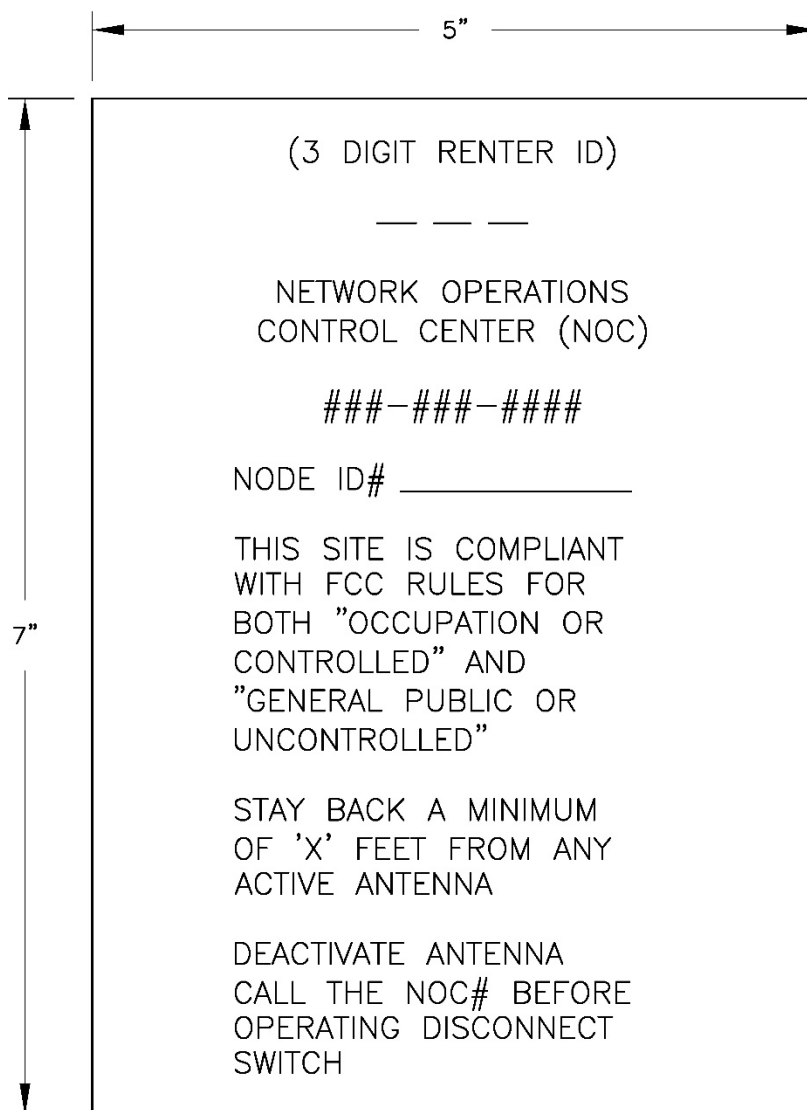 5"
(3 DIGIT RENTER ID)
— — —
NETWORK OPERATIONS
CONTROL CENTER (NOC)
###-###-####
NODE ID# ______________
THIS SITE IS COMPLIANT
WITH FCC RULES FOR
BOTH "OCCUPATION OR
CONTROLLED" AND
"GENERAL PUBLIC OR
UNCONTROLLED"
7"
STAY BACK A MINIMUM
OF 'X' FEET FROM ANY
ACTIVE ANTENNA
DEACTIVATE ANTENNA
CALL THE NOC# BEFORE
OPERATING DISCONNECT
SWITCH